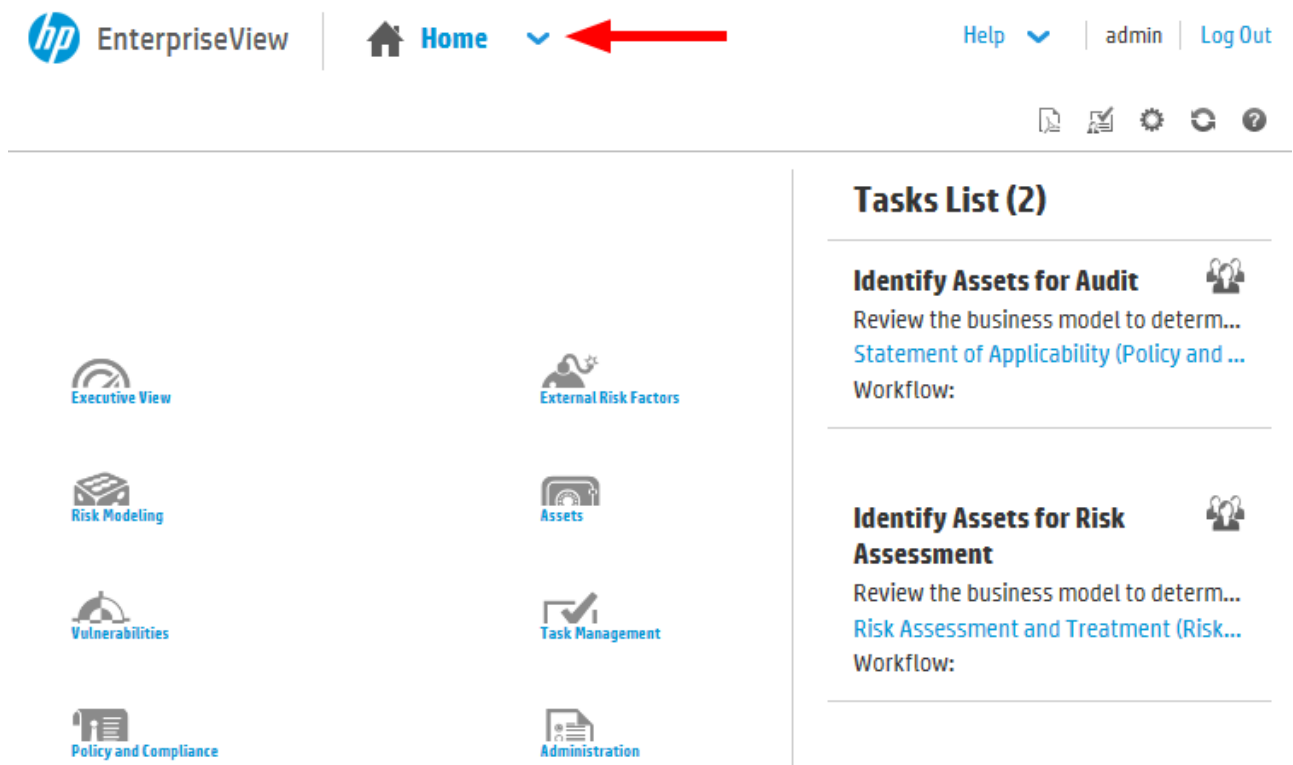 hp EnterpriseView Home Help admin Log Out
Tasks List (2)
Identify Assets for Audit
Review the business model to determ...
Statement of Applicability (Policy and ...
Workflow:
Identify Assets for Risk
Assessment
Review the business model to determ...
Risk Assessment and Treatment (Risk...
Workflow:
Executive View
External Risk Factors
Risk Modeling
Assets
Vulnerabilities
Task Management
Policy and Compliance
Administration